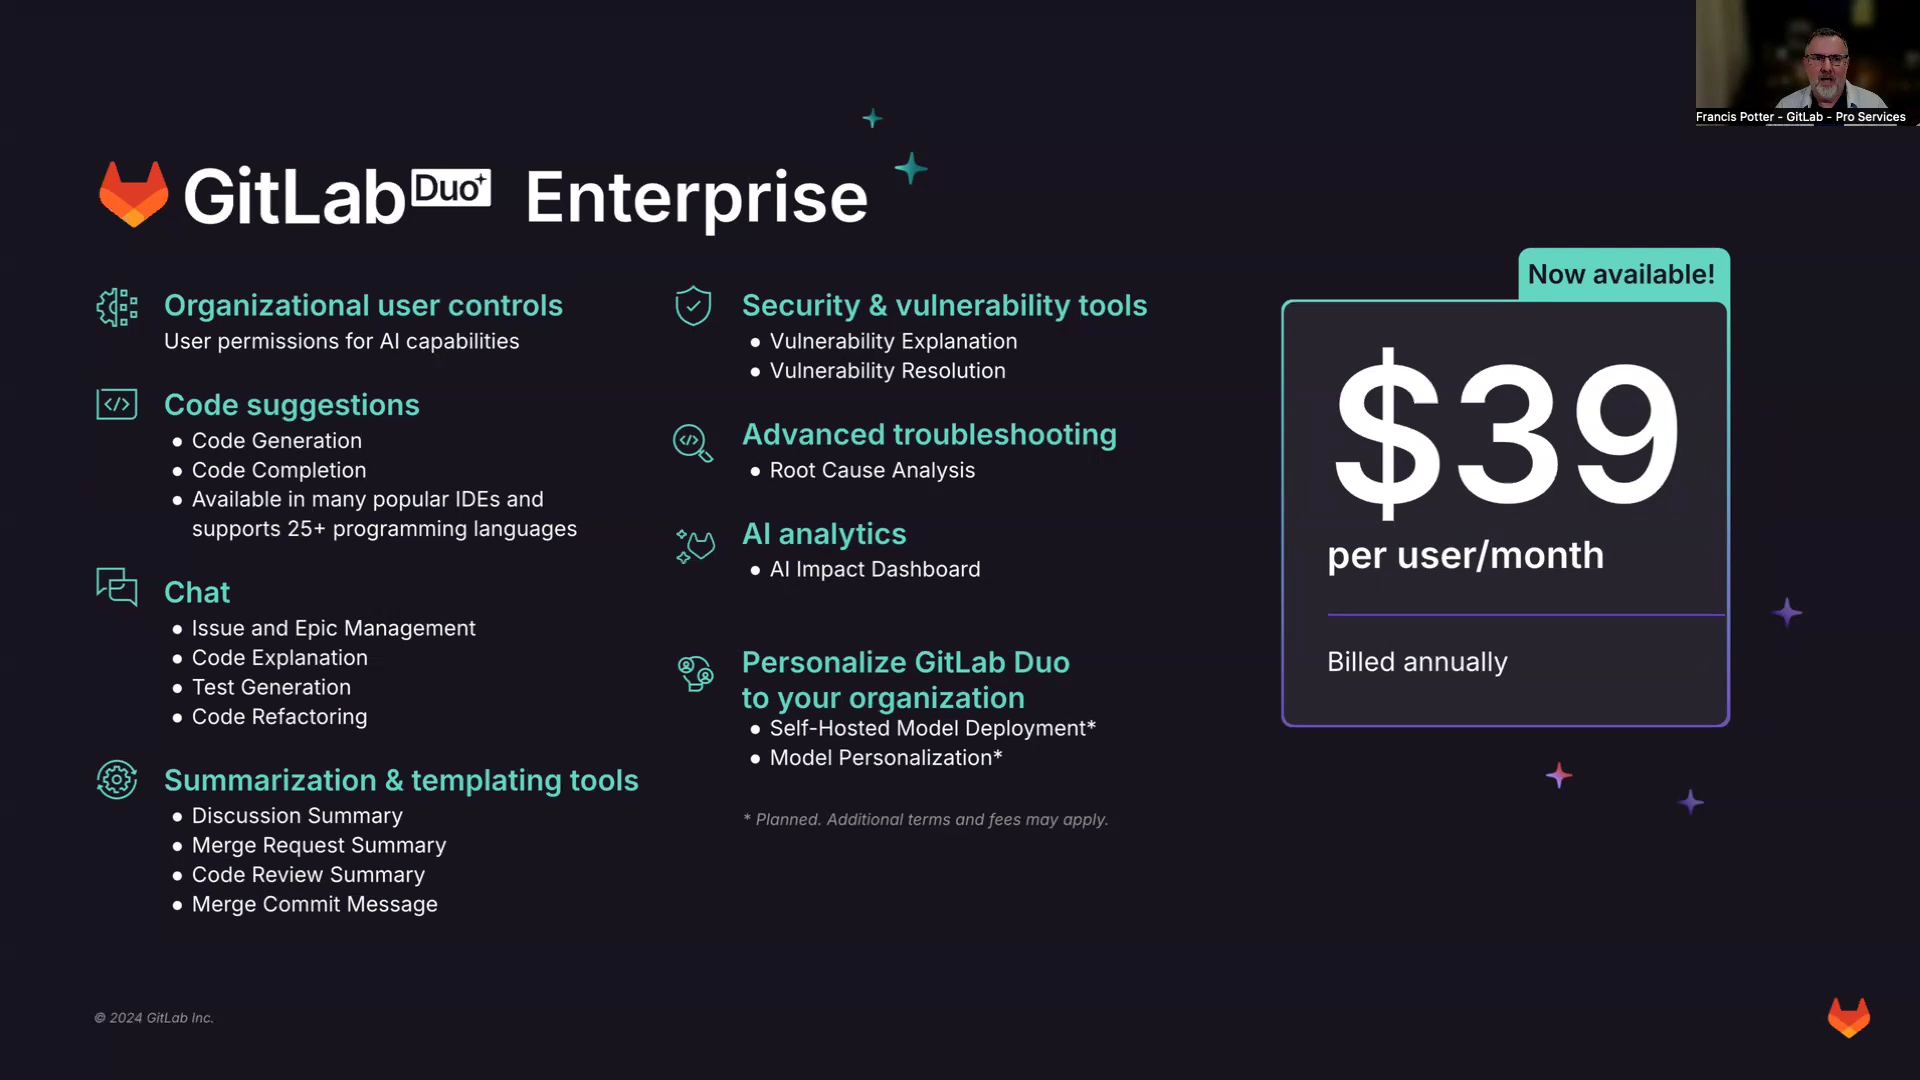 Francis Potter - GitLab - Pro Services
GitLab Duo Enterprise
Organizational user controls
User permissions for AI capabilities
Code suggestions
● Code Generation
● Code Completion
● Available in many popular IDEs and
supports 25+ programming languages
Chat
● Issue and Epic Management
● Code Explanation
● Test Generation
● Code Refactoring
Summarization & templating tools
● Discussion Summary
● Merge Request Summary
● Code Review Summary
● Merge Commit Message
Security & vulnerability tools
● Vulnerability Explanation
● Vulnerability Resolution
Advanced troubleshooting
● Root Cause Analysis
AI analytics
● AI Impact Dashboard
Personalize GitLab Duo
to your organization
● Self-Hosted Model Deployment*
● Model Personalization*
* Planned. Additional terms and fees may apply.
Now available!
$39
per user/month
Billed annually
© 2024 GitLab Inc.